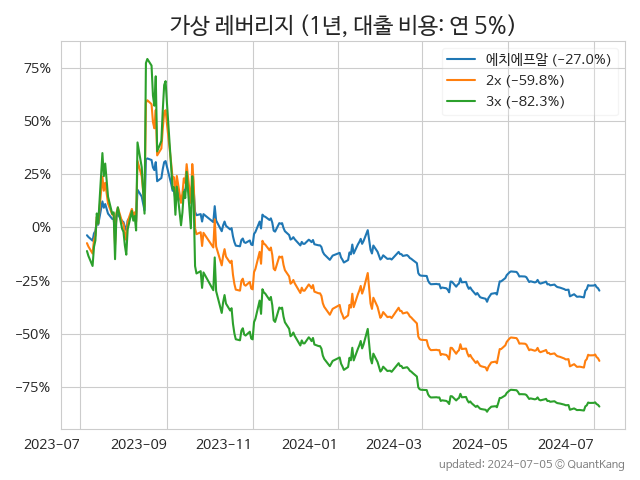 가상 레버리지 (1년, 대출 비용: 연 5%)
에치에프알 (−27.0%)
2x (−59.8%)
3x (−82.3%)
75%
50%
25%
0%
−25%
−50%
−75%
2023-07 2023-09 2023-11 2024-01 2024-03 2024-05 2024-07
updated: 2024-07-05 © QuantKang